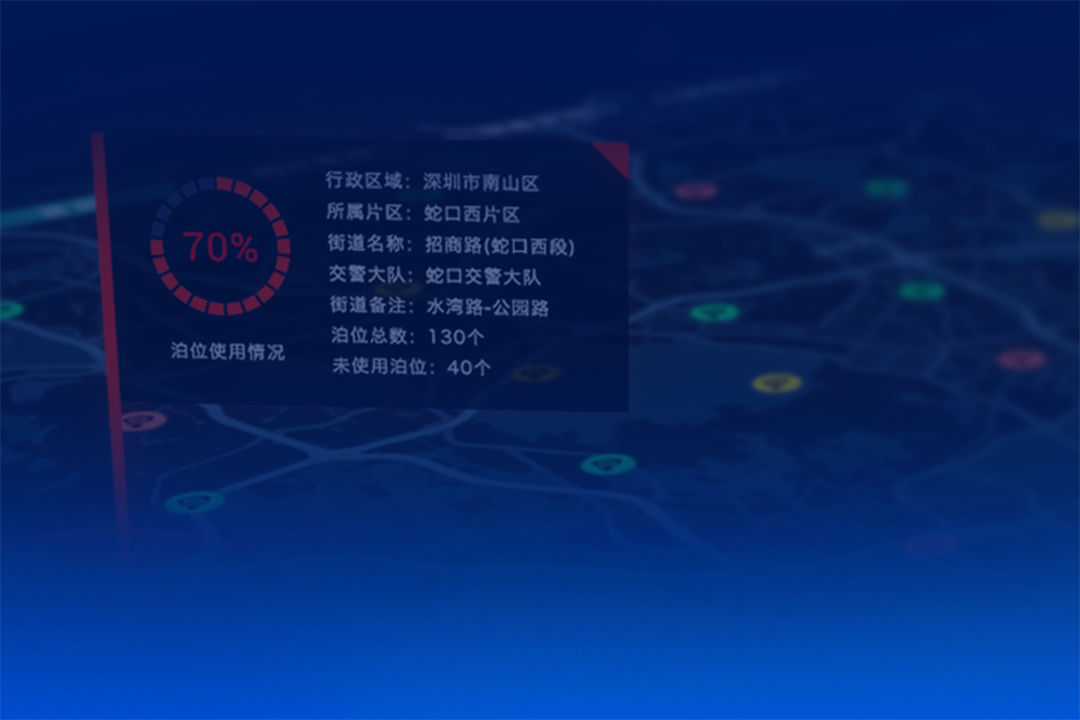 70%
泊位使用情况
行政区域：深圳市南山区
所属片区：蛇口西片区
街道名称：招商路(蛇口西段)
交警大队：蛇口交警大队
街道备注：水湾路-公园路
泊位总数：130个
未使用泊位：40个